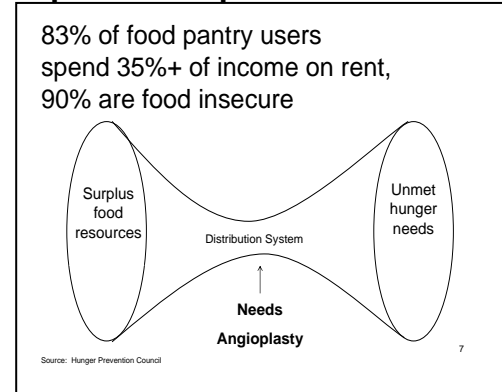 83% of food pantry users
spend 35%+ of income on rent,
90% are food insecure
Surplus
food
resources
Distribution System
Unmet
hunger
needs
Needs
Angioplasty
Source: Hunger Prevention Council
7